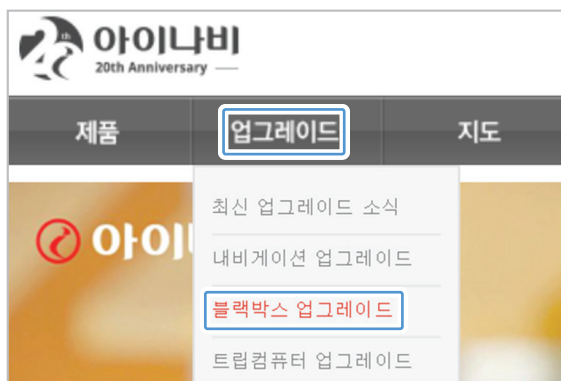 20th
아이나비
20th Anniversary
제품 업그레이드 지도
최신 업그레이드 소식
아이나
내비게이션 업그레이드
블랙박스 업그레이드
트립컴퓨터 업그레이드